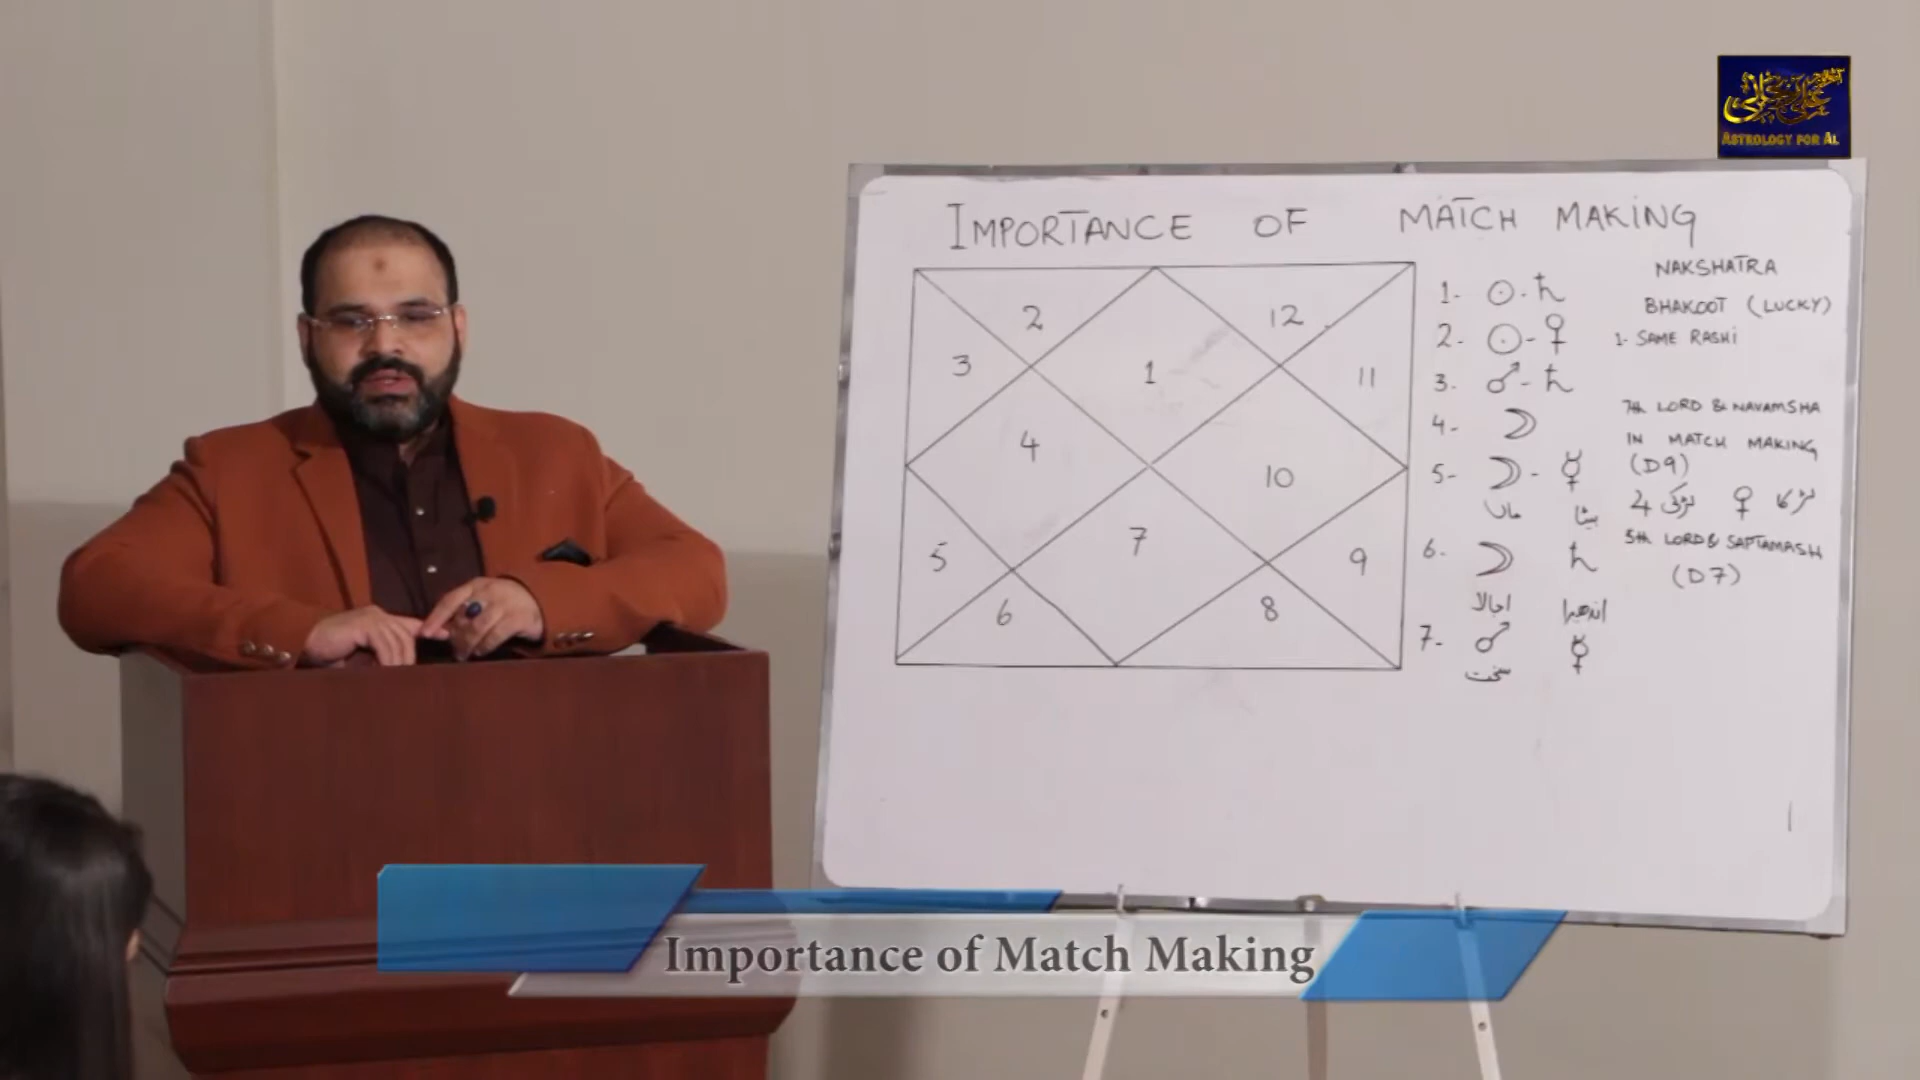 ASTROLOGY FOR AL
IMPORTANCE OF MATCH MAKING
2
12
3
1
11
4
10
7
5
9
6
8
1- ☉-♄
2- ☉-♀
3- ♂-♄
4- ☽
5- ☽-☿
ماں بیٹا
6- ☽ ♄
اجالا اندھیرا
7- ♂ ☿
سخت
NAKSHATRA
BHAKOOT (LUCKY)
1- SAME RASHI
7th LORD & NAVAMSHA
IN MATCH MAKING
(D9)
♃ لڑکی ♀ لڑکا
5th LORD & SAPTAMASH
(D7)
Importance of Match Making